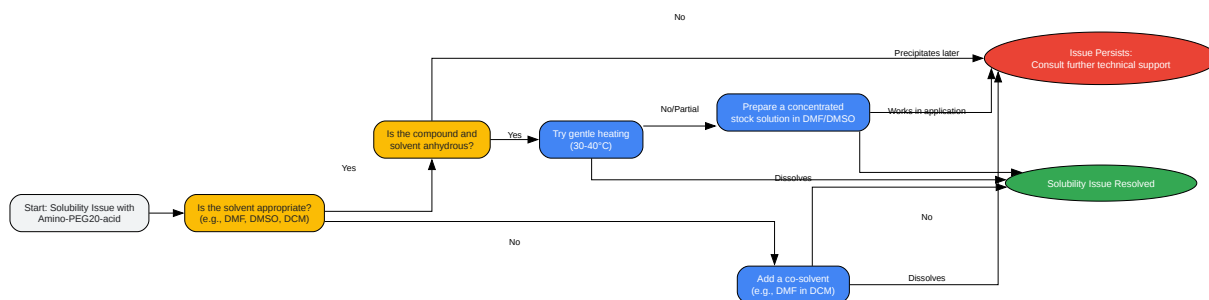 No
Precipitates later
Issue Persists:
Consult further technical support
No/Partial
Prepare a concentrated
stock solution in DMF/DMSO
Works in application
Is the compound and
solvent anhydrous?
Yes
Try gentle heating
(30-40°C)
Yes
Dissolves
Solubility Issue Resolved
Start: Solubility Issue with
Amino-PEG20-acid
Is the solvent appropriate?
(e.g., DMF, DMSO, DCM)
No
No
Add a co-solvent
(e.g., DMF in DCM)
Dissolves